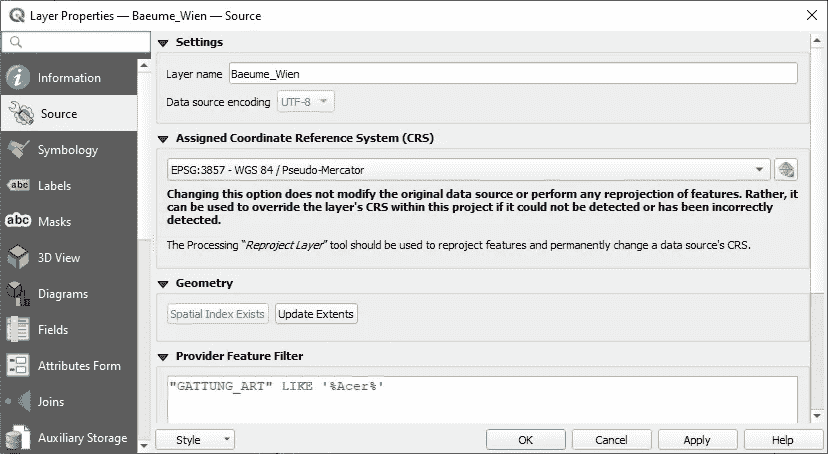 Layer Properties — Baeume_Wien — Source
Information
Source
Symbology
abc Labels
abc Masks
3D View
Diagrams
Fields
Attributes Form
Joins
Auxiliary Storage
Settings
Layer name Baeume_Wien
Data source encoding UTF-8
Assigned Coordinate Reference System (CRS)
EPSG:3857 - WGS 84 / Pseudo-Mercator
Changing this option does not modify the original data source or perform any reprojection of features. Rather, it
can be used to override the layer's CRS within this project if it could not be detected or has been incorrectly
detected.
The Processing “Reproject Layer” tool should be used to reproject features and permanently change a data source's CRS.
Geometry
Spatial Index Exists Update Extents
Provider Feature Filter
"GATTUNG_ART" LIKE '%Acer%'
Style OK Cancel Apply Help